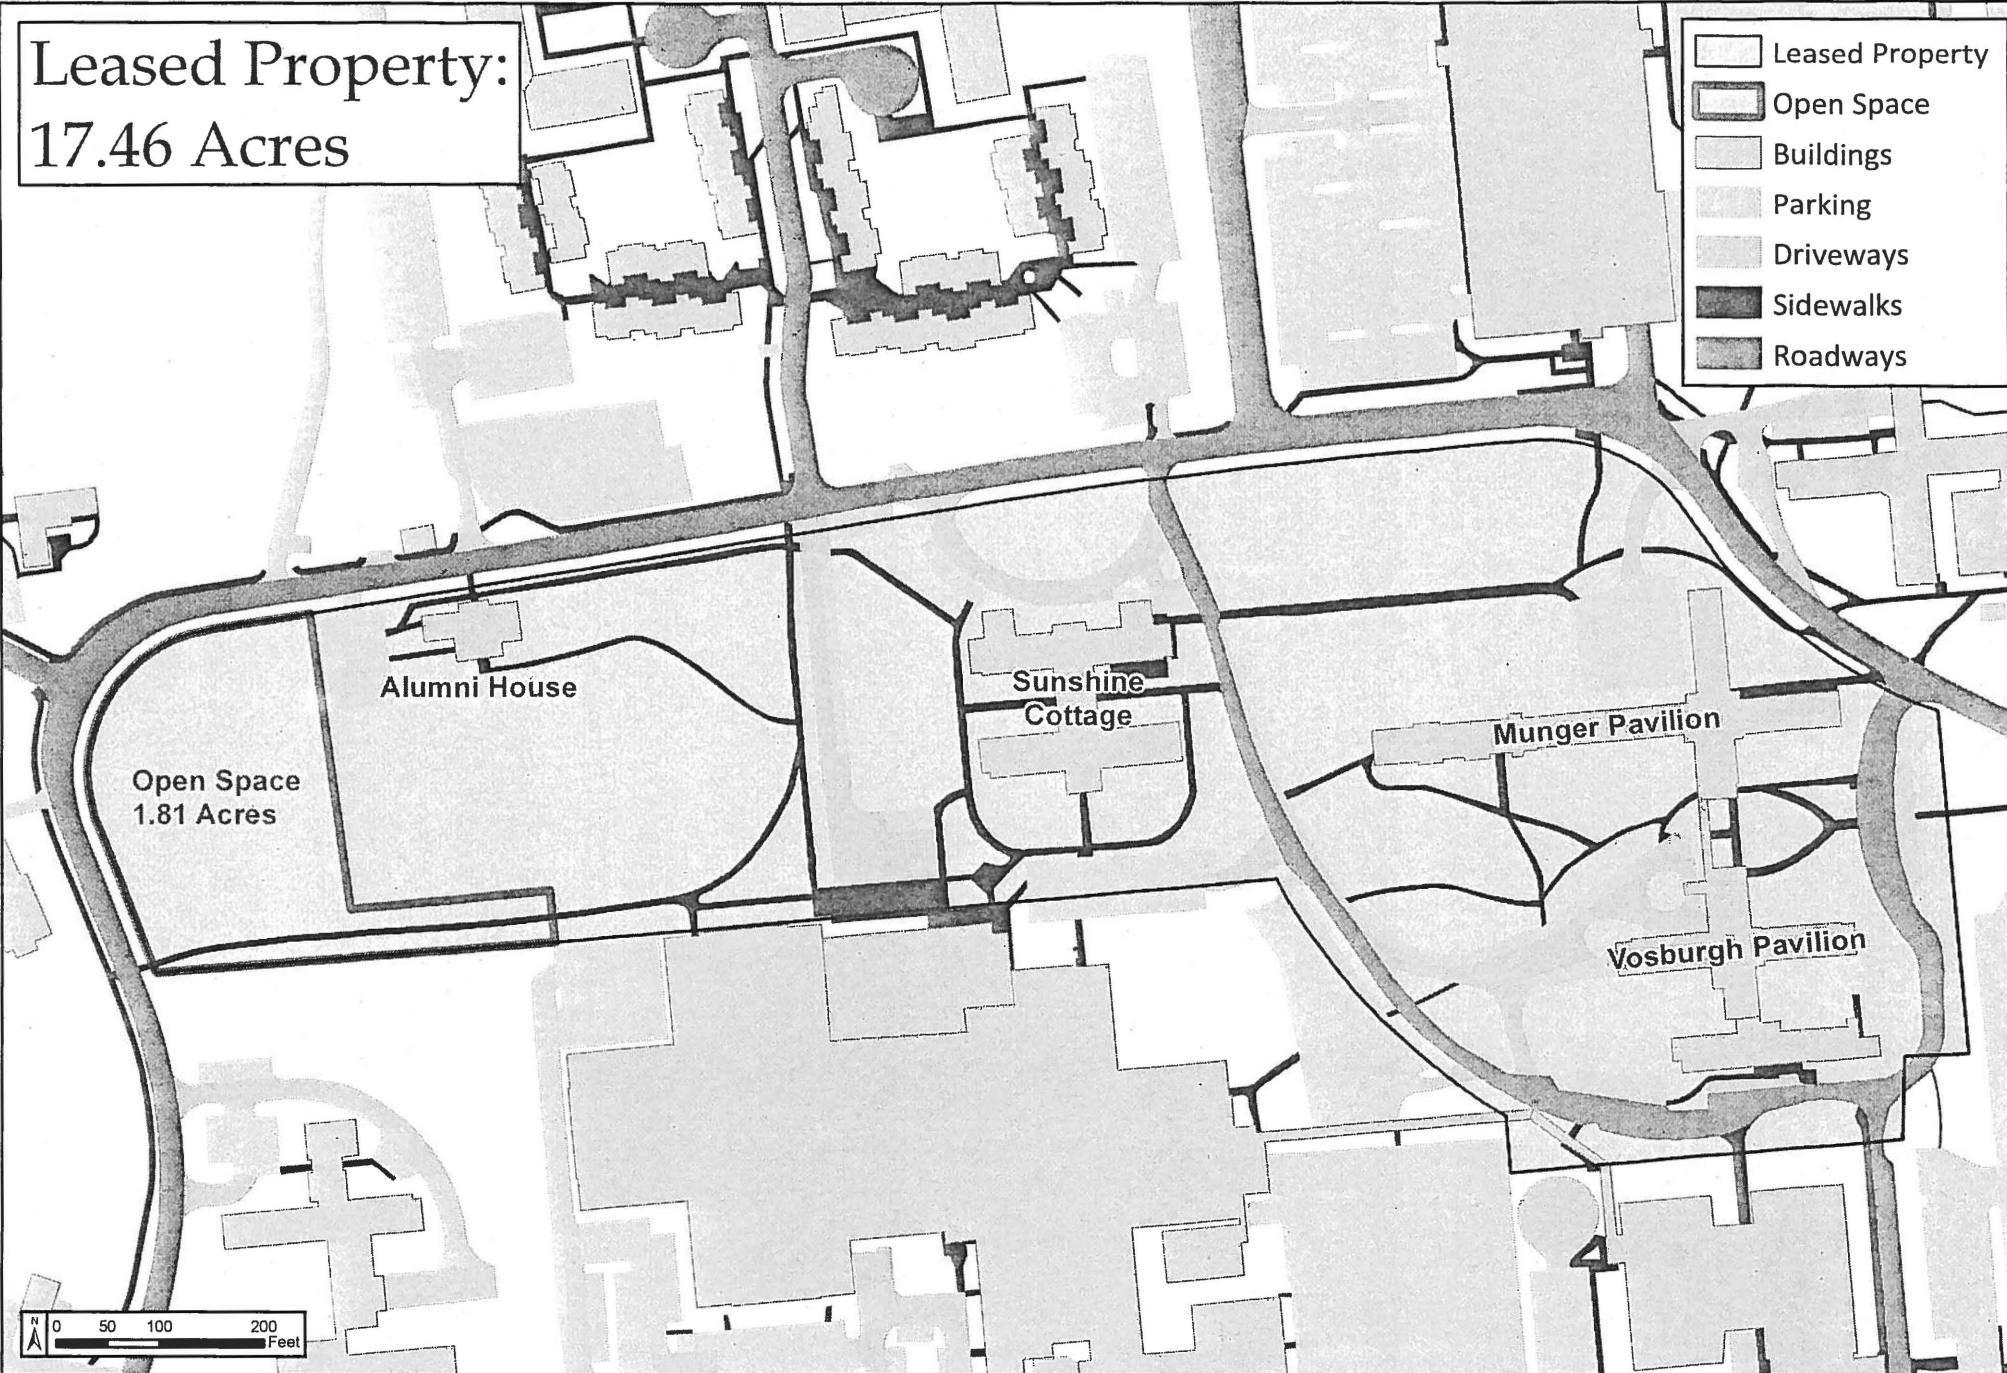 Leased Property:
17.46 Acres
Leased Property
Open Space
Buildings
Parking
Driveways
Sidewalks
Roadways
Alumni House
Sunshine
Cottage
Munger Pavilion
Open Space
1.81 Acres
Vosburgh Pavilion
N
0 50 100 200
Feet